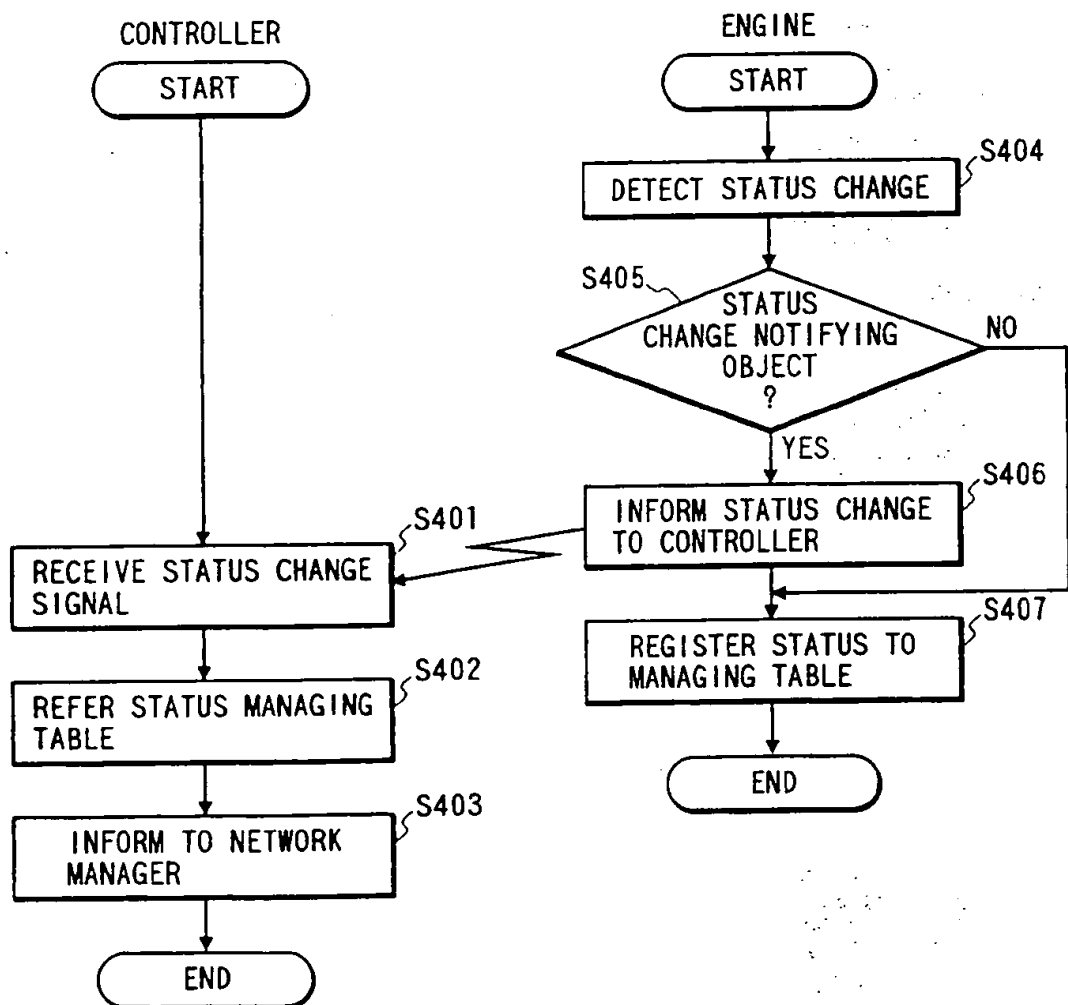 CONTROLLER
START
S401
RECEIVE STATUS CHANGE
SIGNAL
S402
REFER STATUS MANAGING
TABLE
S403
INFORM TO NETWORK
MANAGER
END
ENGINE
START
S404
DETECT STATUS CHANGE
S405
STATUS
CHANGE NOTIFYING
OBJECT
?
NO
YES
S406
INFORM STATUS CHANGE
TO CONTROLLER
S407
REGISTER STATUS TO
MANAGING TABLE
END